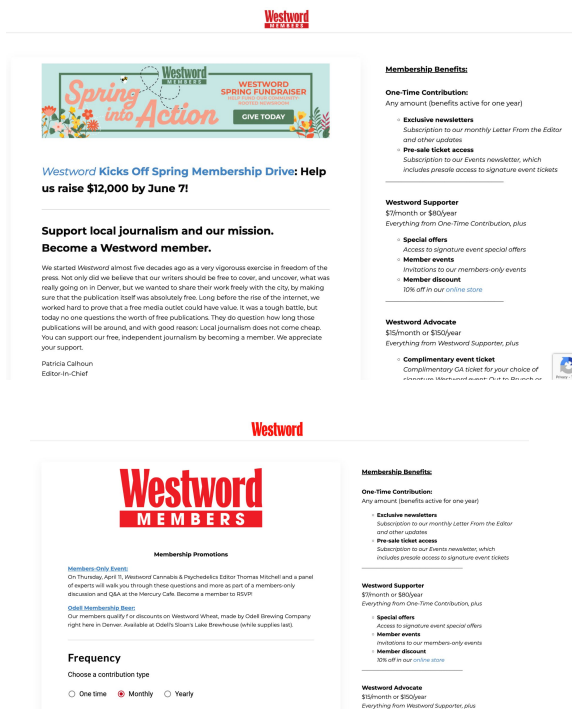 Westword
MEMBERS
Westword
MEMBERS
Spring
into Action
WESTWORD
SPRING FUNDRAISER
HELP FUND OUR COMMUNITY-
ROOTED NEWSROOM
GIVE TODAY
Westword Kicks Off Spring Membership Drive: Help
us raise $12,000 by June 7!
Support local journalism and our mission.
Become a Westword member.
We started Westword almost five decades ago as a very vigorous exercise in freedom of the
press. Not only did we believe that our writers should be free to cover, and uncover, what was
really going on in Denver, but we wanted to share their work freely with the city, by making
sure that the publication itself was absolutely free. Long before the rise of the internet, we
worked hard to prove that a free media outlet could have value. It was a tough battle, but
today no one questions the worth of free publications. They do question how long those
publications will be around, and with good reason: Local journalism does not come cheap.
You can support our free, independent journalism by becoming a member. We appreciate
your support.
Patricia Calhoun
Editor-In-Chief
Membership Benefits:
One-Time Contribution:
Any amount (benefits active for one year)
Exclusive newsletters
Subscription to our monthly Letter From the Editor
and other updates
Pre-sale ticket access
Subscription to our Events newsletter, which
includes presale access to signature event tickets
Westword Supporter
$7/month or $80/year
Everything from One-Time Contribution, plus
Special offers
Access to signature event special offers
Member events
Invitations to our members-only events
Member discount
10% off in our online store
Westword Advocate
$15/month or $150/year
Everything from Westword Supporter, plus
Complimentary event ticket
Complimentary GA ticket for your choice of
signature Westword event: Out to Brunch or
Privacy
Westword
Westword
MEMBERS
Membership Promotions
Members-Only Event:
On Thursday, April 11, Westword Cannabis & Psychedelics Editor Thomas Mitchell and a panel
of experts will walk you through these questions and more as part of a members-only
discussion and Q&A at the Mercury Cafe. Become a member to RSVP!
Odell Membership Beer:
Our members qualify f or discounts on Westword Wheat, made by Odell Brewing Company
right here in Denver. Available at Odell's Sloan's Lake Brewhouse (while supplies last).
Frequency
Choose a contribution type
One time Monthly Yearly
Membership Benefits:
One-Time Contribution:
Any amount (benefits active for one year)
Exclusive newsletters
Subscription to our monthly Letter From the Editor
and other updates
Pre-sale ticket access
Subscription to our Events newsletter, which
includes presale access to signature event tickets
Westword Supporter
$7/month or $80/year
Everything from One-Time Contribution, plus
Special offers
Access to signature event special offers
Member events
Invitations to our members-only events
Member discount
10% off in our online store
Westword Advocate
$15/month or $150/year
Everything from Westword Supporter, plus